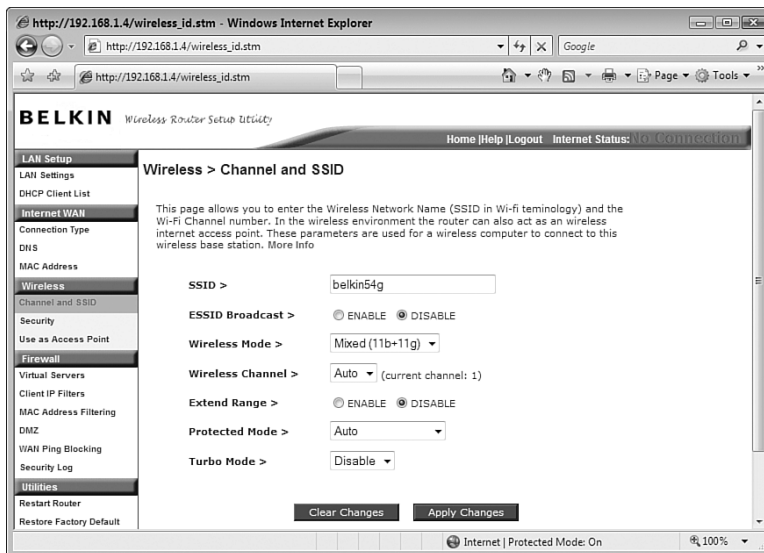 http://192.168.1.4/wireless_id.stm - Windows Internet Explorer
http://192.168.1.4/wireless_id.stm
Google
http://192.168.1.4/wireless_id.stm
Page
Tools
BELKIN Wireless Router Setup Utility
Home |Help |Logout Internet Status:No Connection
LAN Setup
LAN Settings
DHCP Client List
Internet WAN
Connection Type
DNS
MAC Address
Wireless
Channel and SSID
Security
Use as Access Point
Firewall
Virtual Servers
Client IP Filters
MAC Address Filtering
DMZ
WAN Ping Blocking
Security Log
Utilities
Restart Router
Restore Factory Default
Wireless > Channel and SSID
This page allows you to enter the Wireless Network Name (SSID in Wi-fi teminology) and the
Wi-Fi Channel number. In the wireless environment the router can also act as an wireless
internet access point. These parameters are used for a wireless computer to connect to this
wireless base station. More Info
SSID > belkin54g
ESSID Broadcast > ENABLE DISABLE
Wireless Mode > Mixed (11b+11g)
Wireless Channel > Auto (current channel: 1)
Extend Range > ENABLE DISABLE
Protected Mode > Auto
Turbo Mode > Disable
Clear Changes Apply Changes
Internet | Protected Mode: On 100%